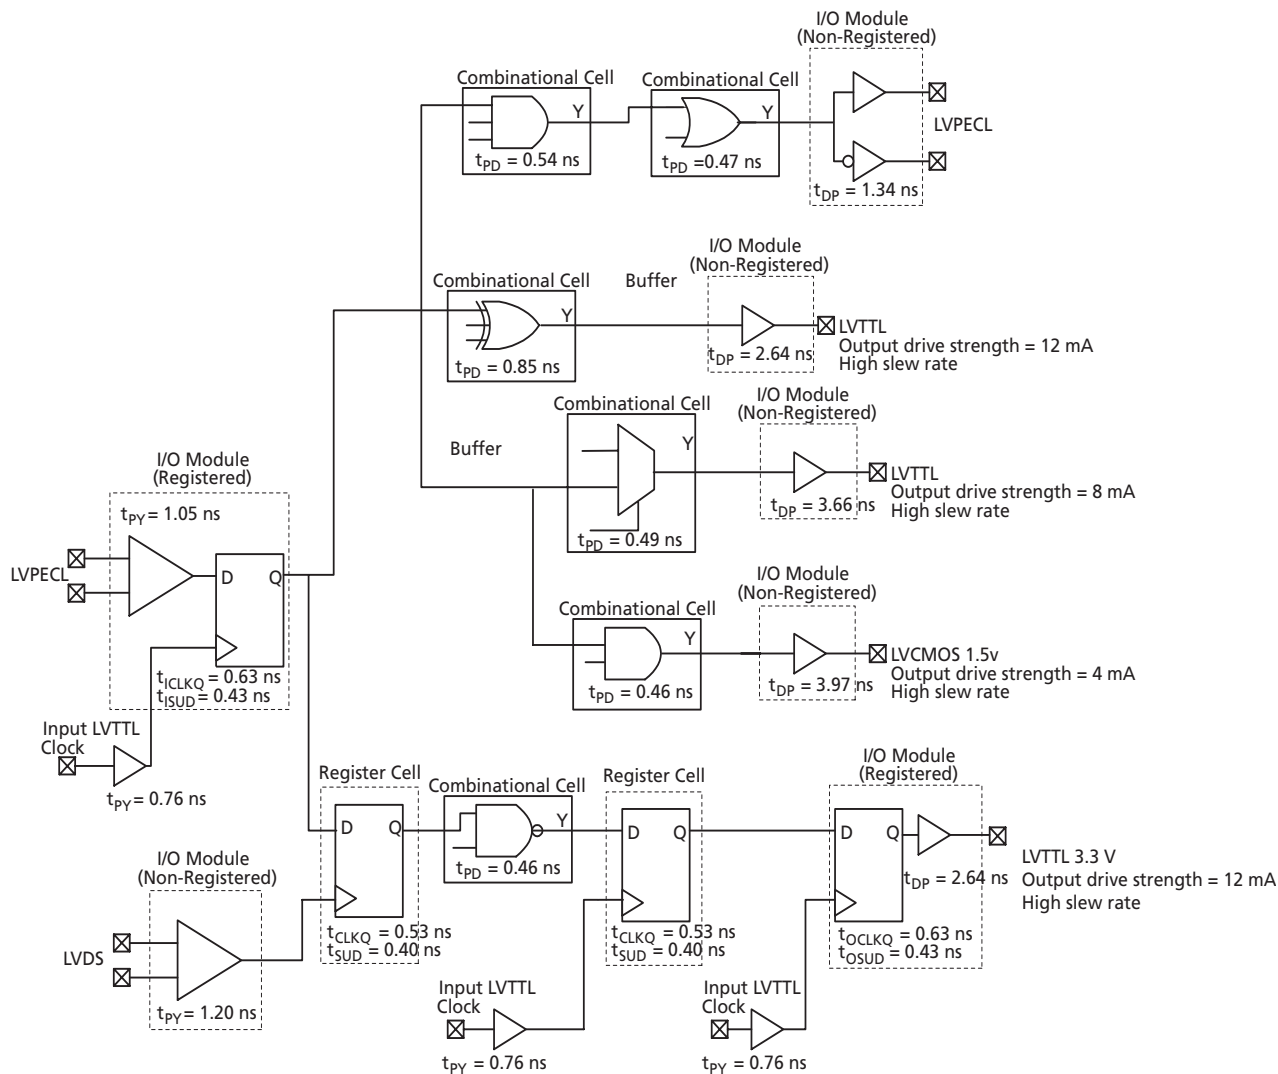 I/O Module
(Non-Registered)
Combinational Cell
Y
tPD = 0.54 ns
Combinational Cell
Y
tPD =0.47 ns
LVPECL
tDP = 1.34 ns
I/O Module
(Non-Registered)
Combinational Cell
Buffer
Y
tPD = 0.85 ns
tDP = 2.64 ns
LVTTL
Output drive strength = 12 mA
High slew rate
I/O Module
(Non-Registered)
Combinational Cell
Buffer
Y
tPD = 0.49 ns
tDP = 3.66 ns
LVTTL
Output drive strength = 8 mA
High slew rate
I/O Module
(Registered)
tPY = 1.05 ns
LVPECL
D
Q
tICLKQ = 0.63 ns
tISUD = 0.43 ns
Input LVTTL
Clock
tPY = 0.76 ns
I/O Module
(Non-Registered)
Combinational Cell
Y
tPD = 0.46 ns
tDP = 3.97 ns
LVCMOS 1.5v
Output drive strength = 4 mA
High slew rate
Register Cell
D
Q
tCLKQ = 0.53 ns
tSUD = 0.40 ns
Combinational Cell
Y
tPD = 0.46 ns
Register Cell
D
Q
tCLKQ = 0.53 ns
tSUD = 0.40 ns
I/O Module
(Registered)
D
Q
tDP = 2.64 ns
tOCLKQ = 0.63 ns
tOSUD = 0.43 ns
LVTTL 3.3 V
Output drive strength = 12 mA
High slew rate
I/O Module
(Non-Registered)
LVDS
tPY = 1.20 ns
Input LVTTL
Clock
tPY = 0.76 ns
Input LVTTL
Clock
tPY = 0.76 ns